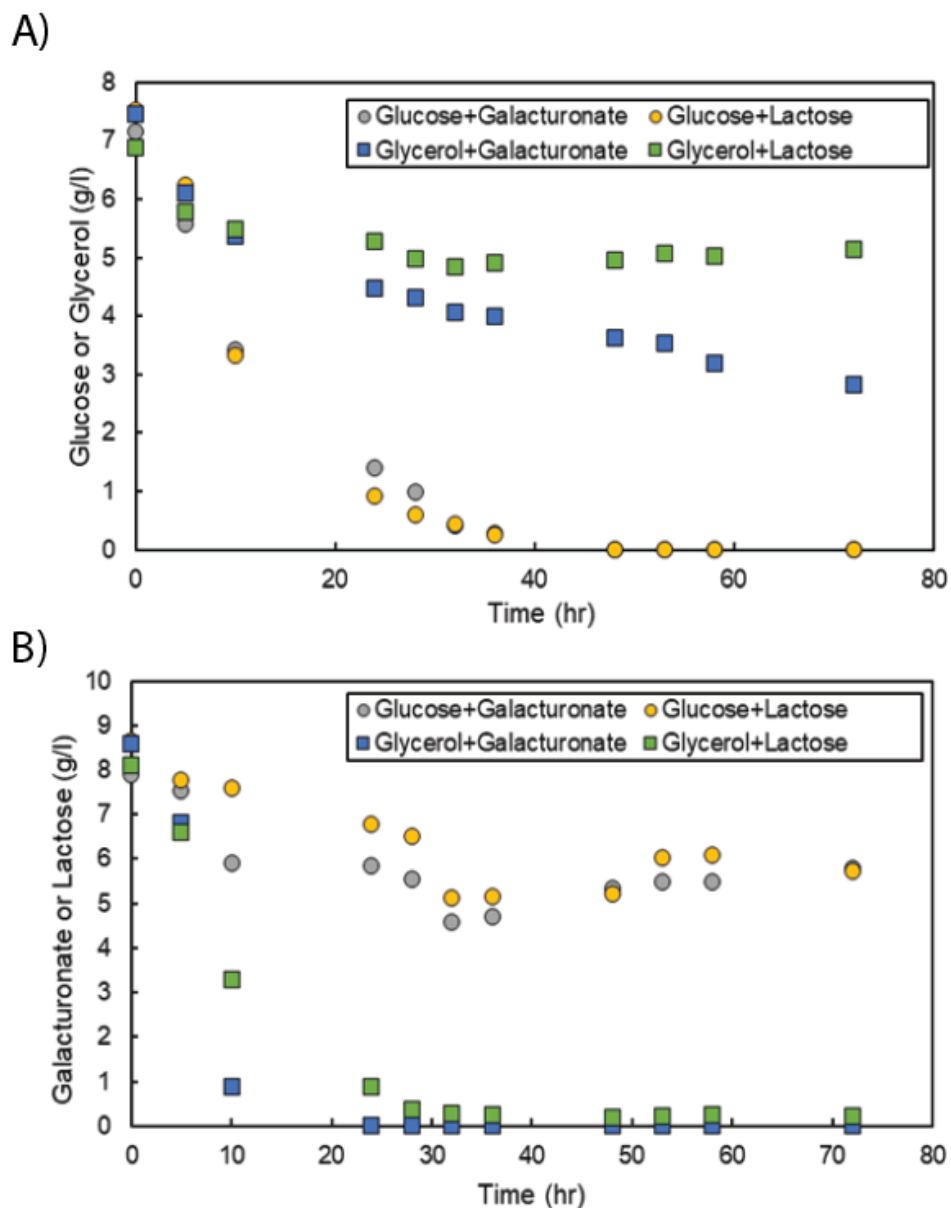 A)
Glucose or Glycerol (g/l)
8
7
6
5
4
3
2
1
0
Glucose+Galacturonate Glucose+Lactose
Glycerol+Galacturonate Glycerol+Lactose
0 20 40 60 80
Time (hr)
B)
Galacturonate or Lactose (g/l)
10
9
8
7
6
5
4
3
2
1
0
Glucose+Galacturonate Glucose+Lactose
Glycerol+Galacturonate Glycerol+Lactose
0 10 20 30 40 50 60 70 80
Time (hr)